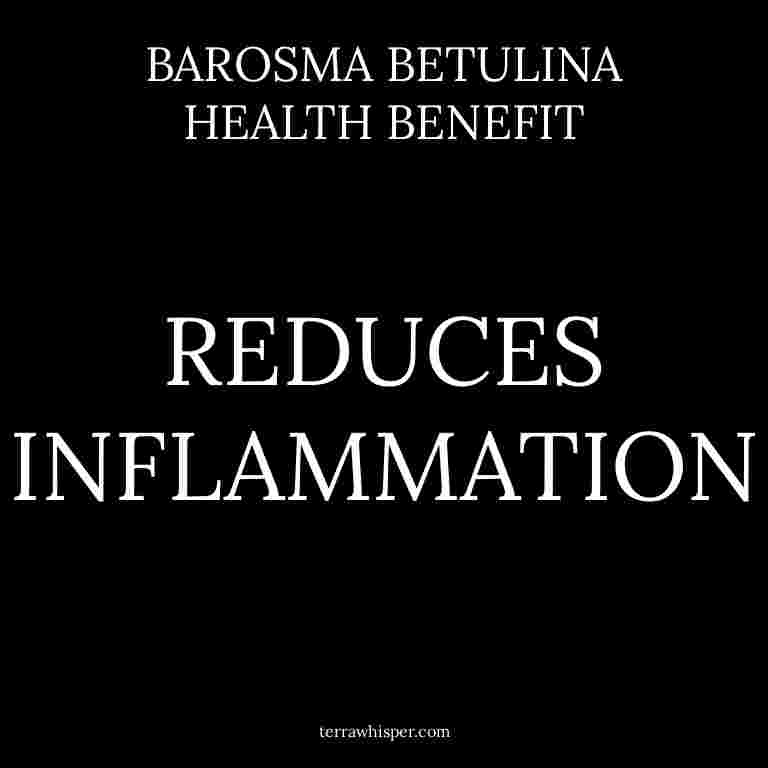 BAROSMA BETULINA
HEALTH BENEFIT
REDUCES
INFLAMMATION
terrawhisper.com